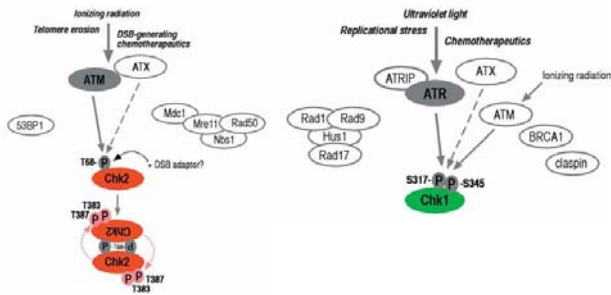 Ionizing radiation
Telomere erosion
DSB-generating
chemotherapeutics
ATM
ATX
53BP1
Mdc1
Mre11
Rad50
Nbs1
T68-
P
DSB adaptor?
Chk2
T383
T387
P P
Chk2
P
-T68-
P
Chk2
P P
T387
T383
Ultraviolet light
Replicational stress
Chemotherapeutics
ATRIP
ATR
ATX
Ionizing radiation
ATM
Rad1
Rad9
Hus1
Rad17
BRCA1
claspin
S317-
P P
-S345
Chk1